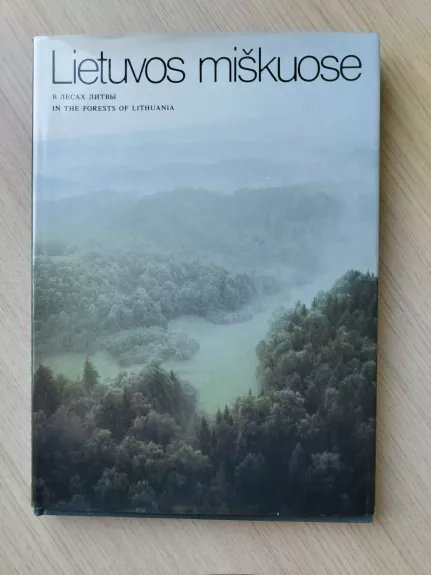 Lietuvos miškuose
В ЛЕСАХ ЛИТВЫ
IN THE FORESTS OF LITHUANIA